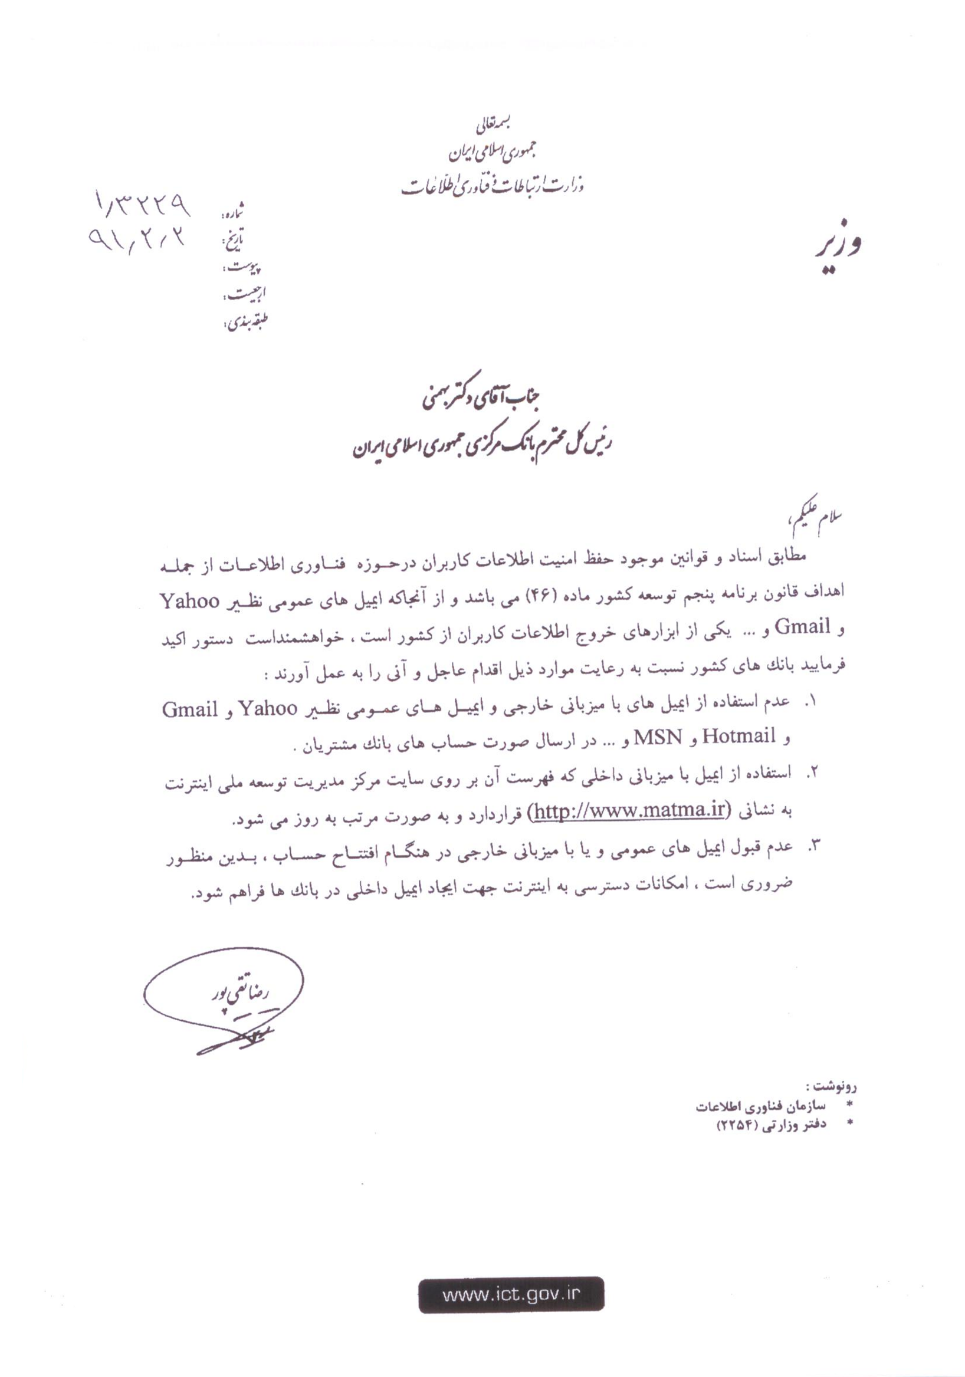 بسمه تعالی
جمهوری اسلامی ایران
وزارت ارتباطات و فناوری اطلاعات
وزیر
شماره: ۱/۳۲۲۹
تاریخ: ۹۱/۲/۲
پیوست:
ارجعیت:
طبقه بندی:
جناب آقای دکتر بهمنی
رئیس کل محترم بانک مرکزی جمهوری اسلامی ایران
سلام علیکم،
مطابق اسناد و قوانین موجود حفظ امنیت اطلاعات کاربران درحوزه فناوری اطلاعات از جمله
اهداف قانون برنامه پنجم توسعه کشور ماده (۴۶) می باشد و از آنجاکه ایمیل های عمومی نظیر Yahoo
و Gmail و ... یکی از ابزارهای خروج اطلاعات کاربران از کشور است ، خواهشمنداست دستور اکید
فرمایید بانك های کشور نسبت به رعایت موارد ذیل اقدام عاجل و آنی را به عمل آورند :
۱. عدم استفاده از ایمیل های با میزبانی خارجی و ایمیل های عمومی نظیر Yahoo و Gmail
و Hotmail و MSN و ... در ارسال صورت حساب های بانك مشتریان .
۲. استفاده از ایمیل با میزبانی داخلی که فهرست آن بر روی سایت مرکز مدیریت توسعه ملی اینترنت
به نشانی (http://www.matma.ir) قراردارد و به صورت مرتب به روز می شود.
۳. عدم قبول ایمیل های عمومی و یا با میزبانی خارجی در هنگام افتتاح حساب ، بدین منظور
ضروری است ، امکانات دسترسی به اینترنت جهت ایجاد ایمیل داخلی در بانك ها فراهم شود.
رضا تقی پور
رونوشت :
* سازمان فناوری اطلاعات
* دفتر وزارتی (۲۲۵۴)
www.ict.gov.ir